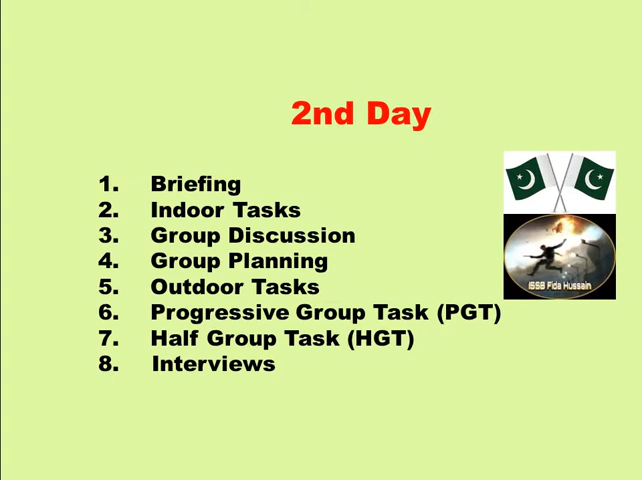 2nd Day
1. Briefing
2. Indoor Tasks
3. Group Discussion
4. Group Planning
5. Outdoor Tasks
6. Progressive Group Task (PGT)
7. Half Group Task (HGT)
8. Interviews
ISSB Fida Hussain